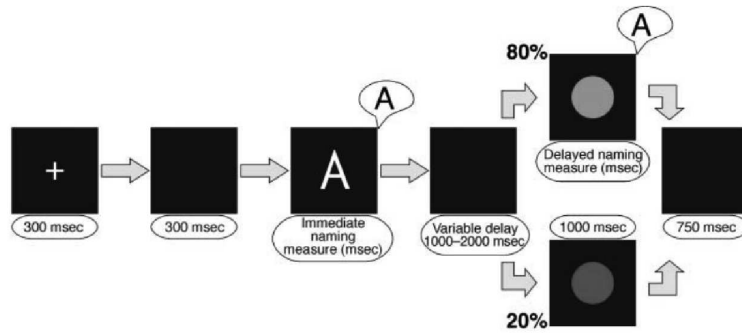 +
300 msec
300 msec
A
A
Immediate
naming
measure (msec)
Variable delay
1000–2000 msec
80%
A
Delayed naming
measure (msec)
1000 msec
20%
750 msec